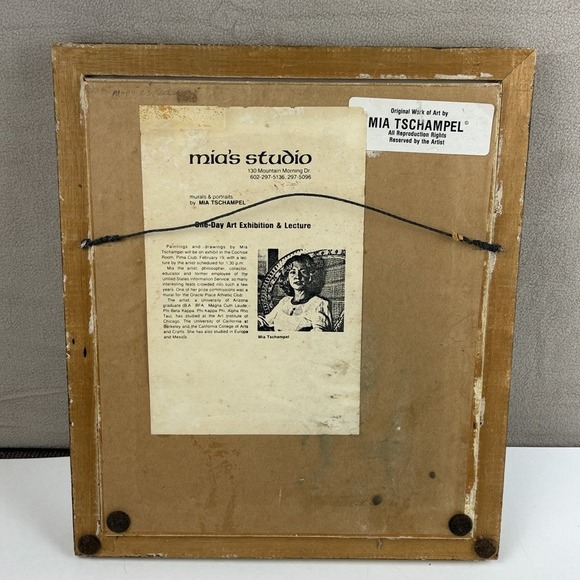 Original Work of Art by
MIA TSCHAMPEL©
All Reproduction Rights
Reserved by the Artist
mia's studio
130 Mountain Morning Dr.
602-297-5136, 297-5096
murals & portraits
by MIA TSCHAMPEL
One-Day Art Exhibition & Lecture
Paintings and drawings by Mia
Tschampel will be on exhibit in the Cochise
Room, Pima Club, February 19, with a lec-
ture by the artist scheduled for 1:30 p.m.
Mia the artist, philosopher, collector,
educator and former employee of the
United States Information Service, so many
interesting feats crowded into such a few
years. One of her prize commissions was a
mural for the Oracle Place Athletic Club.
The artist, a university of Arizona
graduate (B.A. BFA. Magna Cum Laude;
Phi Beta Kappa, Phi Kappa Phi, Alpha Rho
Tau), has studied at the Art Institute of
Chicago, The University of California at
Berkeley and the California College of Arts
and Crafts. She has also studied in Europe
and Mexico.
Mia Tschampel